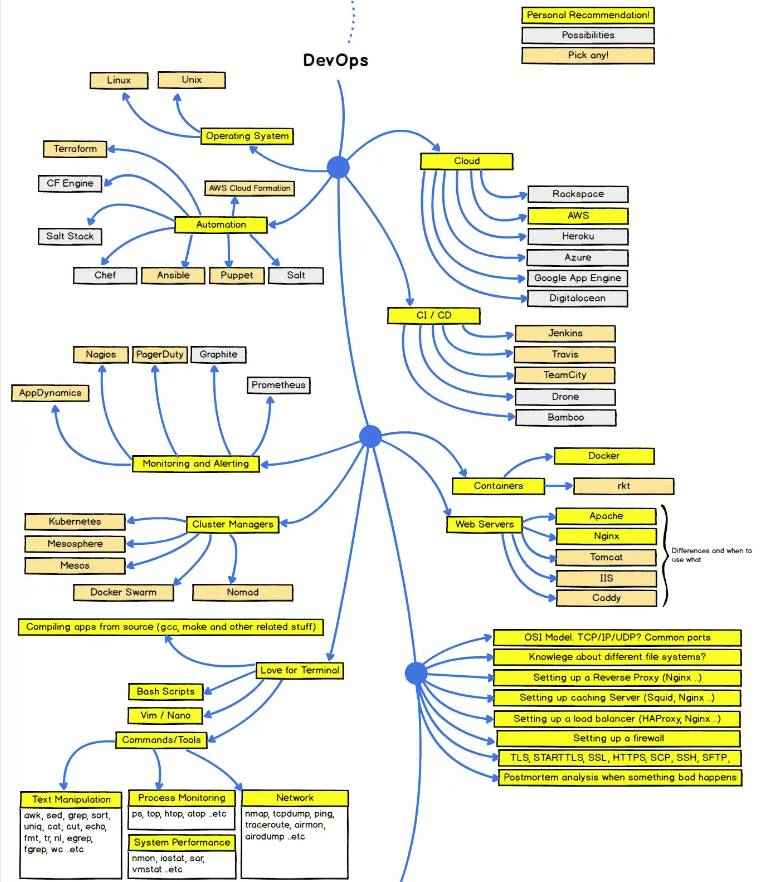 Personal Recommendation!
Possibilities
Pick any!
DevOps
Linux
Unix
Operating System
Terraform
CF Engine
AWS Cloud Formation
Salt Stack
Automation
Chef
Ansible
Puppet
Salt
Cloud
Rackspace
AWS
Heroku
Azure
Google App Engine
Digitalocean
CI / CD
Jenkins
Travis
TeamCity
Drone
Bamboo
Nagios
PagerDuty
Graphite
Prometheus
AppDynamics
Monitoring and Alerting
Containers
Docker
rkt
Web Servers
Apache
Nginx
Tomcat
IIS
Caddy
Differences and when to
use what
Cluster Managers
Kubernetes
Mesosphere
Mesos
Docker Swarm
Nomad
Compiling apps from source (gcc, make and other related stuff)
Love for Terminal
Bash Scripts
Vim / Nano
Commands/Tools
OSI Model. TCP/IP/UDP? Common ports
Knowlege about different file systems?
Setting up a Reverse Proxy (Nginx ..)
Setting up caching Server (Squid, Nginx ..)
Setting up a load balancer (HAProxy, Nginx ..)
Setting up a firewall
TLS, STARTTLS, SSL, HTTPS, SCP, SSH, SFTP,
Postmortem analysis when something bad happens
Text Manipulation
awk, sed, grep, sort,
uniq, cat, cut, echo,
fmt, tr, nl, egrep,
fgrep, wc ..etc
Process Monitoring
ps, top, htop, atop ..etc
System Performance
nmon, iostat, sar,
vmstat ..etc
Network
nmap, tcpdump, ping,
traceroute, airmon,
airodump ..etc